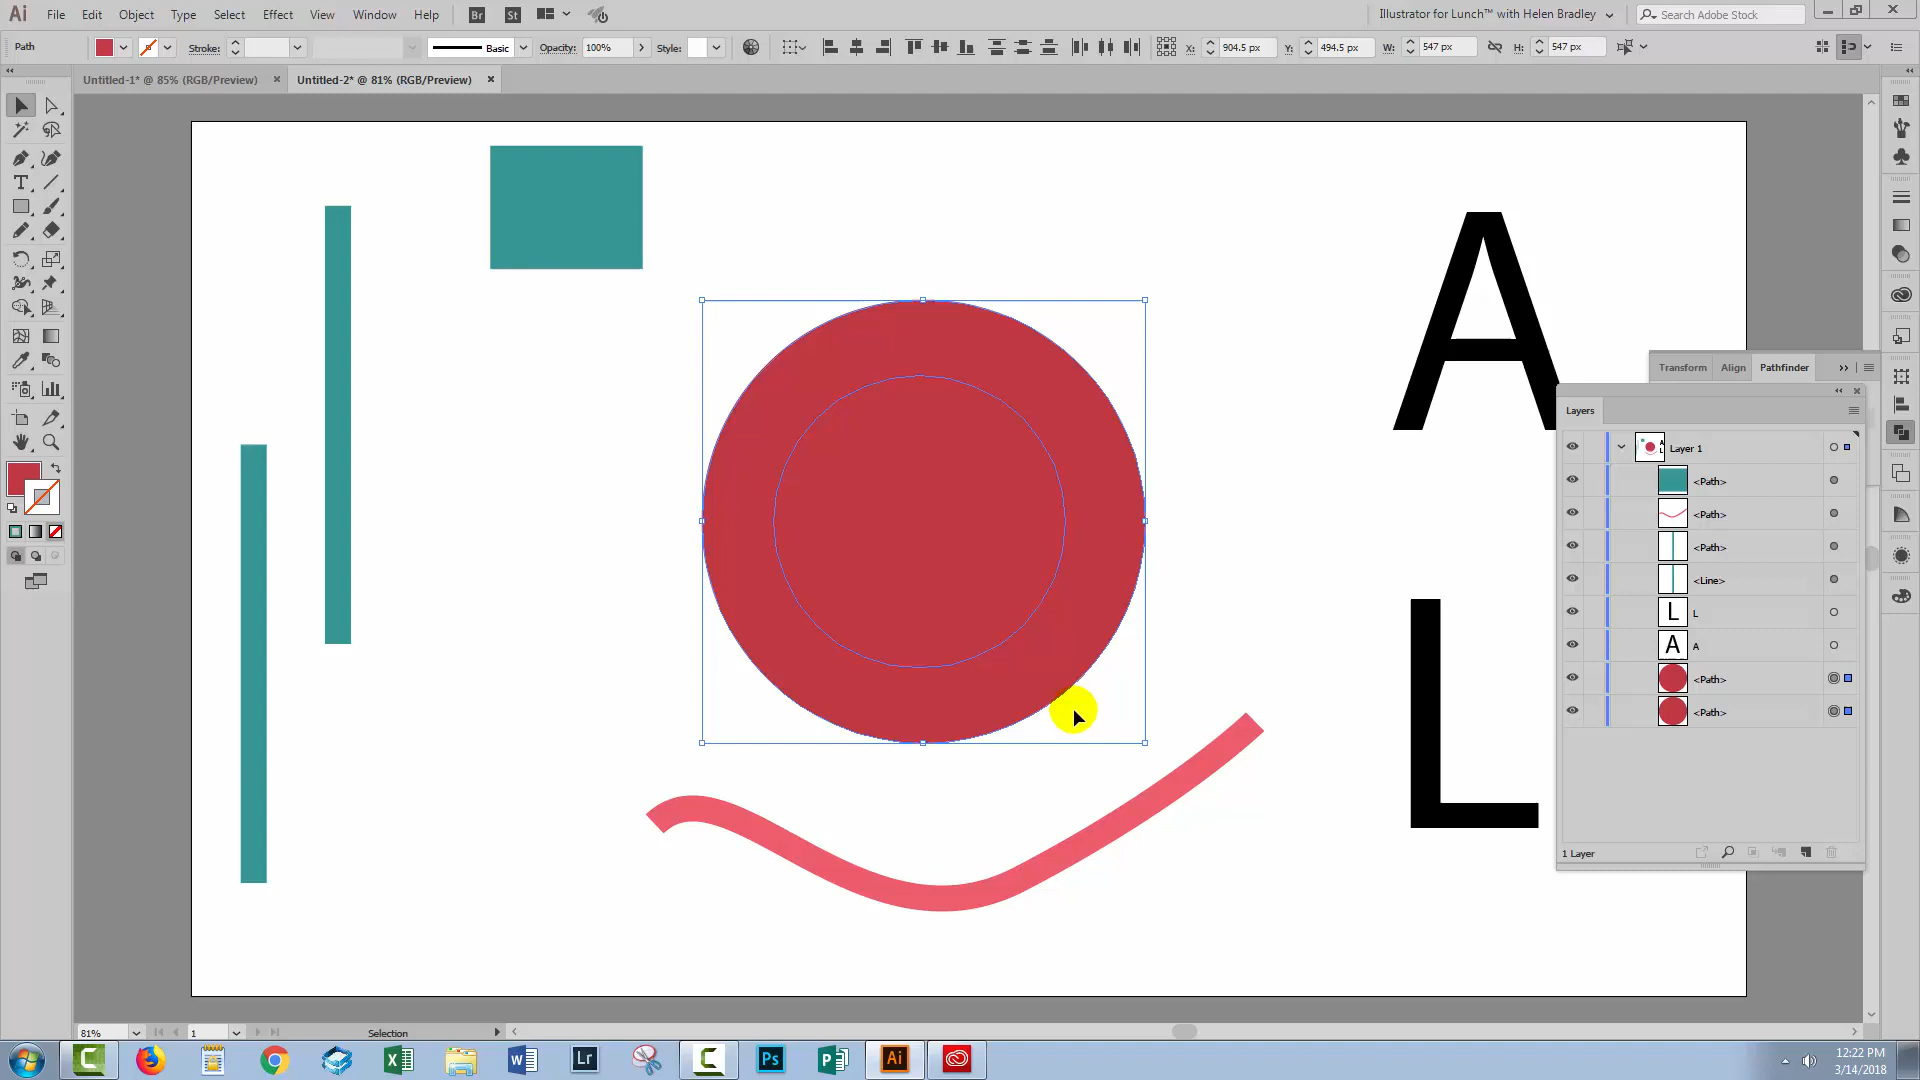 Ai File Edit Object Type Select Effect View Window Help Br St Illustrator for Lunch™ with Helen Bradley Search Adobe Stock
Path Stroke: Basic Opacity: 100% Style: X: 904.5 px Y: 494.5 px W: 547 px H: 547 px
Untitled-1* @ 85% (RGB/Preview) Untitled-2* @ 81% (RGB/Preview)
A
Transform Align Pathfinder
Layers
Layer 1
<Path>
<Path>
<Path>
<Line>
L L
A A
<Path>
<Path>
L
1 Layer
81% 1 Selection
Lr Ps Ai
12:22 PM
3/14/2018